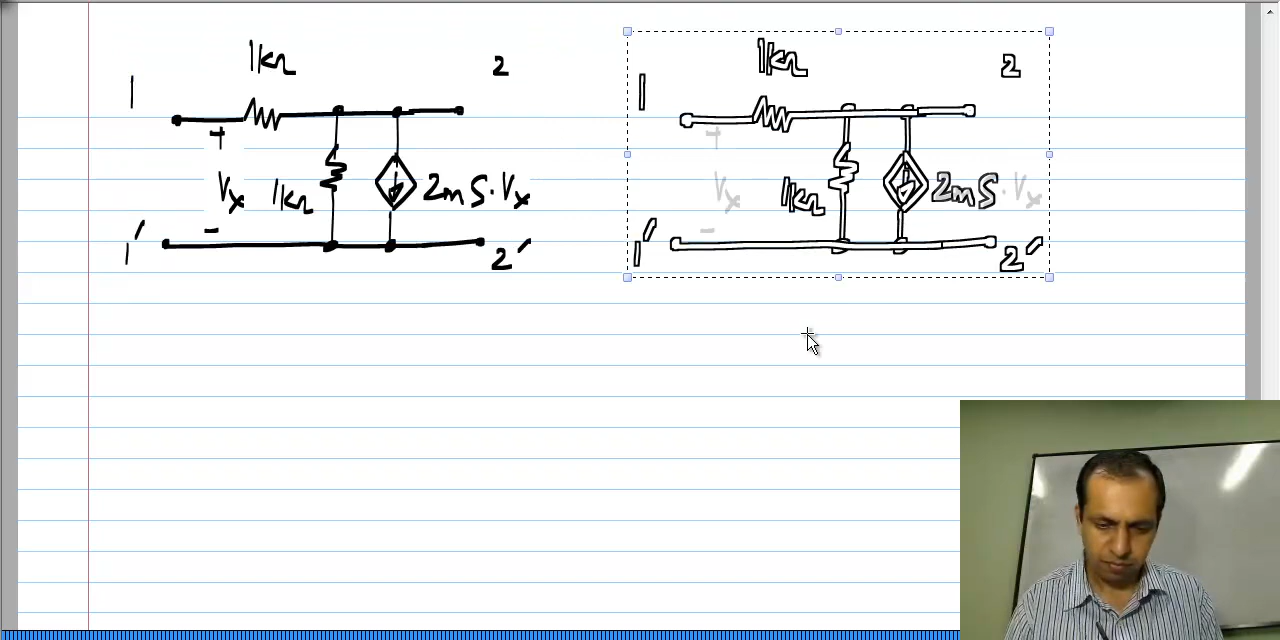 1kΩ 2 1kΩ 2
1 1
+ +
Vx 1kΩ 2mS·Vx Vx 1kΩ 2mS·Vx
- -
1' 2' 1' 2'